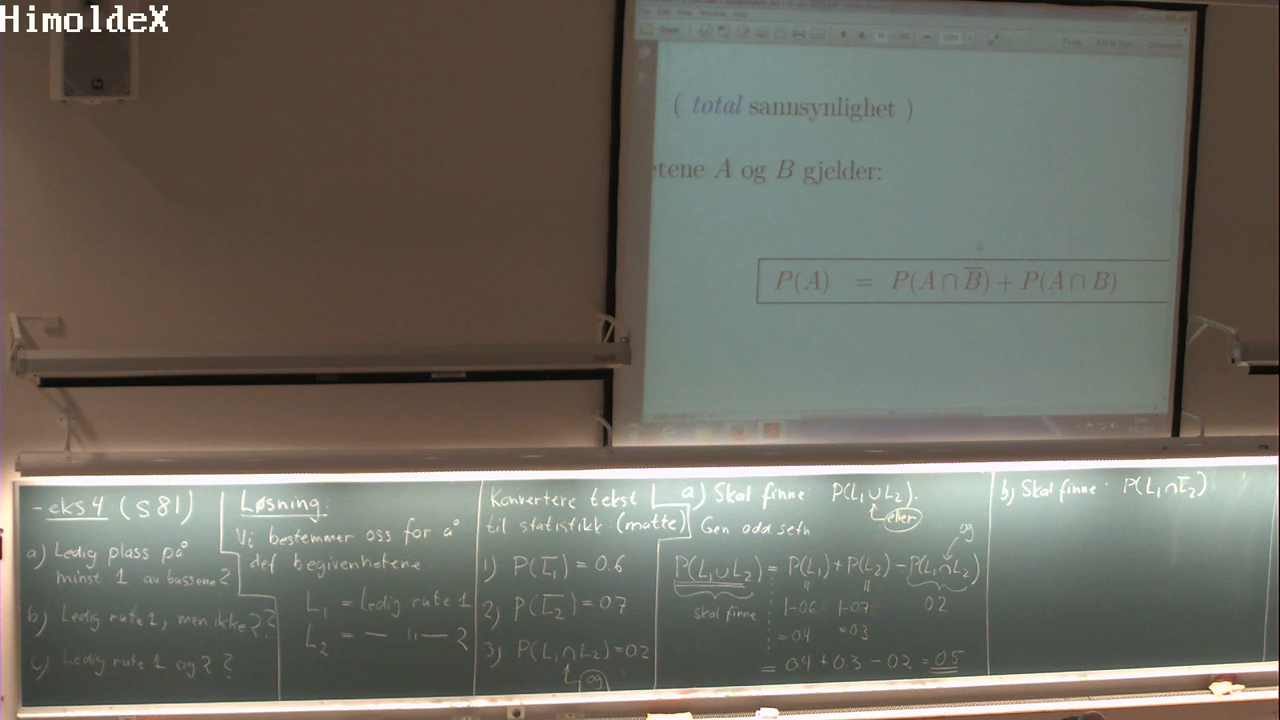 HimoldeX
( total sannsynlighet )
etene A og B gjelder:
P(A) = P(A ∩ B̅) + P(A ∩ B)
- eks 4 (S 81)
a) Ledig plass på
minst 1 av bussene?
b) Ledig rute 1, men ikke 2?
c) Ledig rute 1 og 2?
Løsning:
Vi bestemmer oss for å
def begivenhetene
L₁ = ledig rute 1
L₂ = — " — 2
Konvertere tekst
til statistikk (matte)
1) P(L̅₁) = 0.6
2) P(L̅₂) = 0.7
3) P(L₁ ∩ L₂) = 0.2
og
a) Skal finne P(L₁ ∪ L₂).
eller
Gen add setn
og
P(L₁ ∪ L₂) = P(L₁) + P(L₂) - P(L₁ ∩ L₂)
skal finne 1-0.6 1-0.7 0.2
= 0.4 = 0.3
= 0.4 + 0.3 - 0.2 = 0.5
b) Skal finne: P(L₁ ∩ L̅₂)